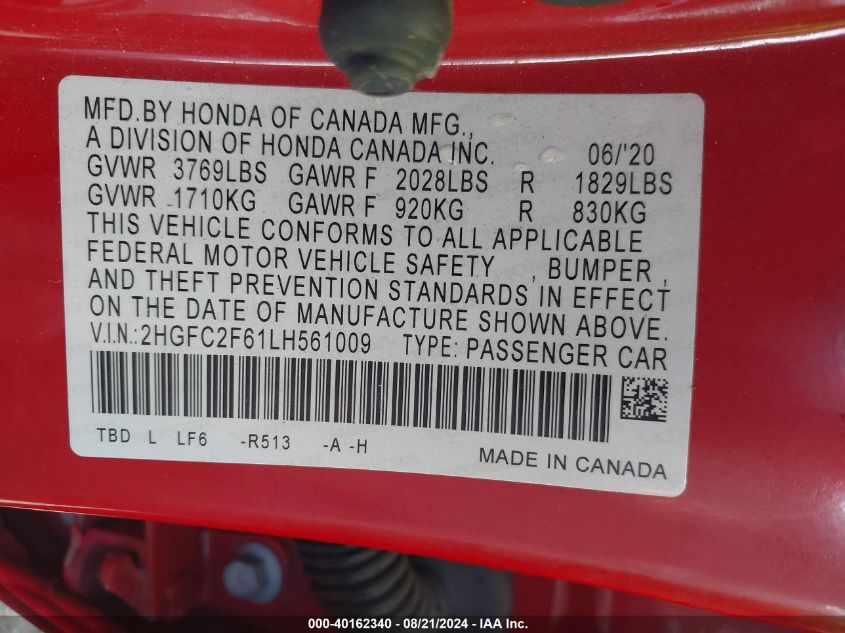 MFD.BY HONDA OF CANADA MFG.,
A DIVISION OF HONDA CANADA INC. 06/'20
GVWR 3769LBS GAWR F 2028LBS R 1829LBS
GVWR 1710KG GAWR F 920KG R 830KG
THIS VEHICLE CONFORMS TO ALL APPLICABLE
FEDERAL MOTOR VEHICLE SAFETY , BUMPER ,
AND THEFT PREVENTION STANDARDS IN EFFECT
ON THE DATE OF MANUFACTURE SHOWN ABOVE.
V.I.N.:2HGFC2F61LH561009 TYPE: PASSENGER CAR
TBD L LF6 -R513 -A -H
MADE IN CANADA
000-40162340 - 08/21/2024 - IAA Inc.